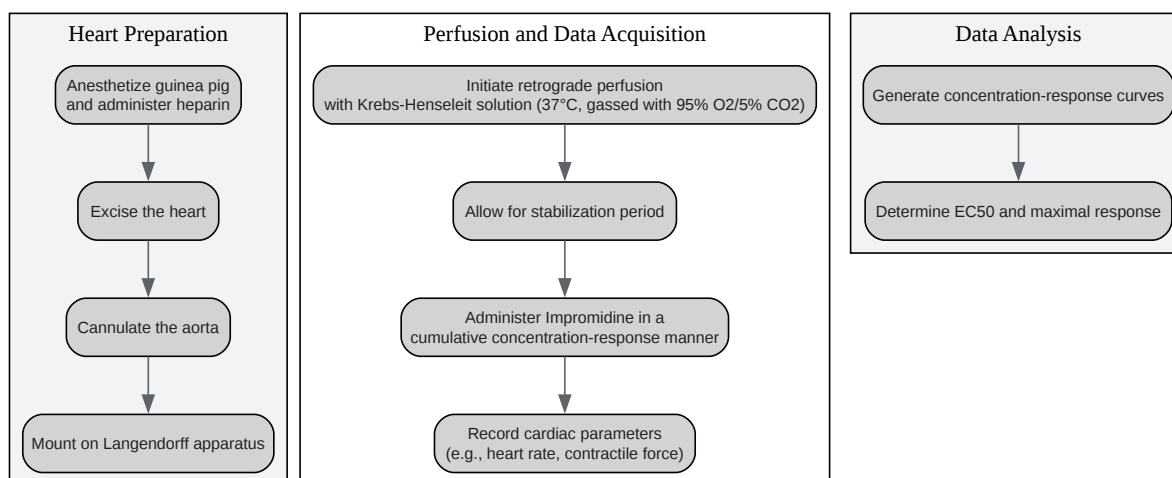 Heart Preparation
Anesthetize guinea pig
and administer heparin
Excise the heart
Cannulate the aorta
Mount on Langendorff apparatus
Perfusion and Data Acquisition
Initiate retrograde perfusion
with Krebs-Henseleit solution (37°C, gassed with 95% O2/5% CO2)
Allow for stabilization period
Administer Impromidine in a
cumulative concentration-response manner
Record cardiac parameters
(e.g., heart rate, contractile force)
Data Analysis
Generate concentration-response curves
Determine EC50 and maximal response